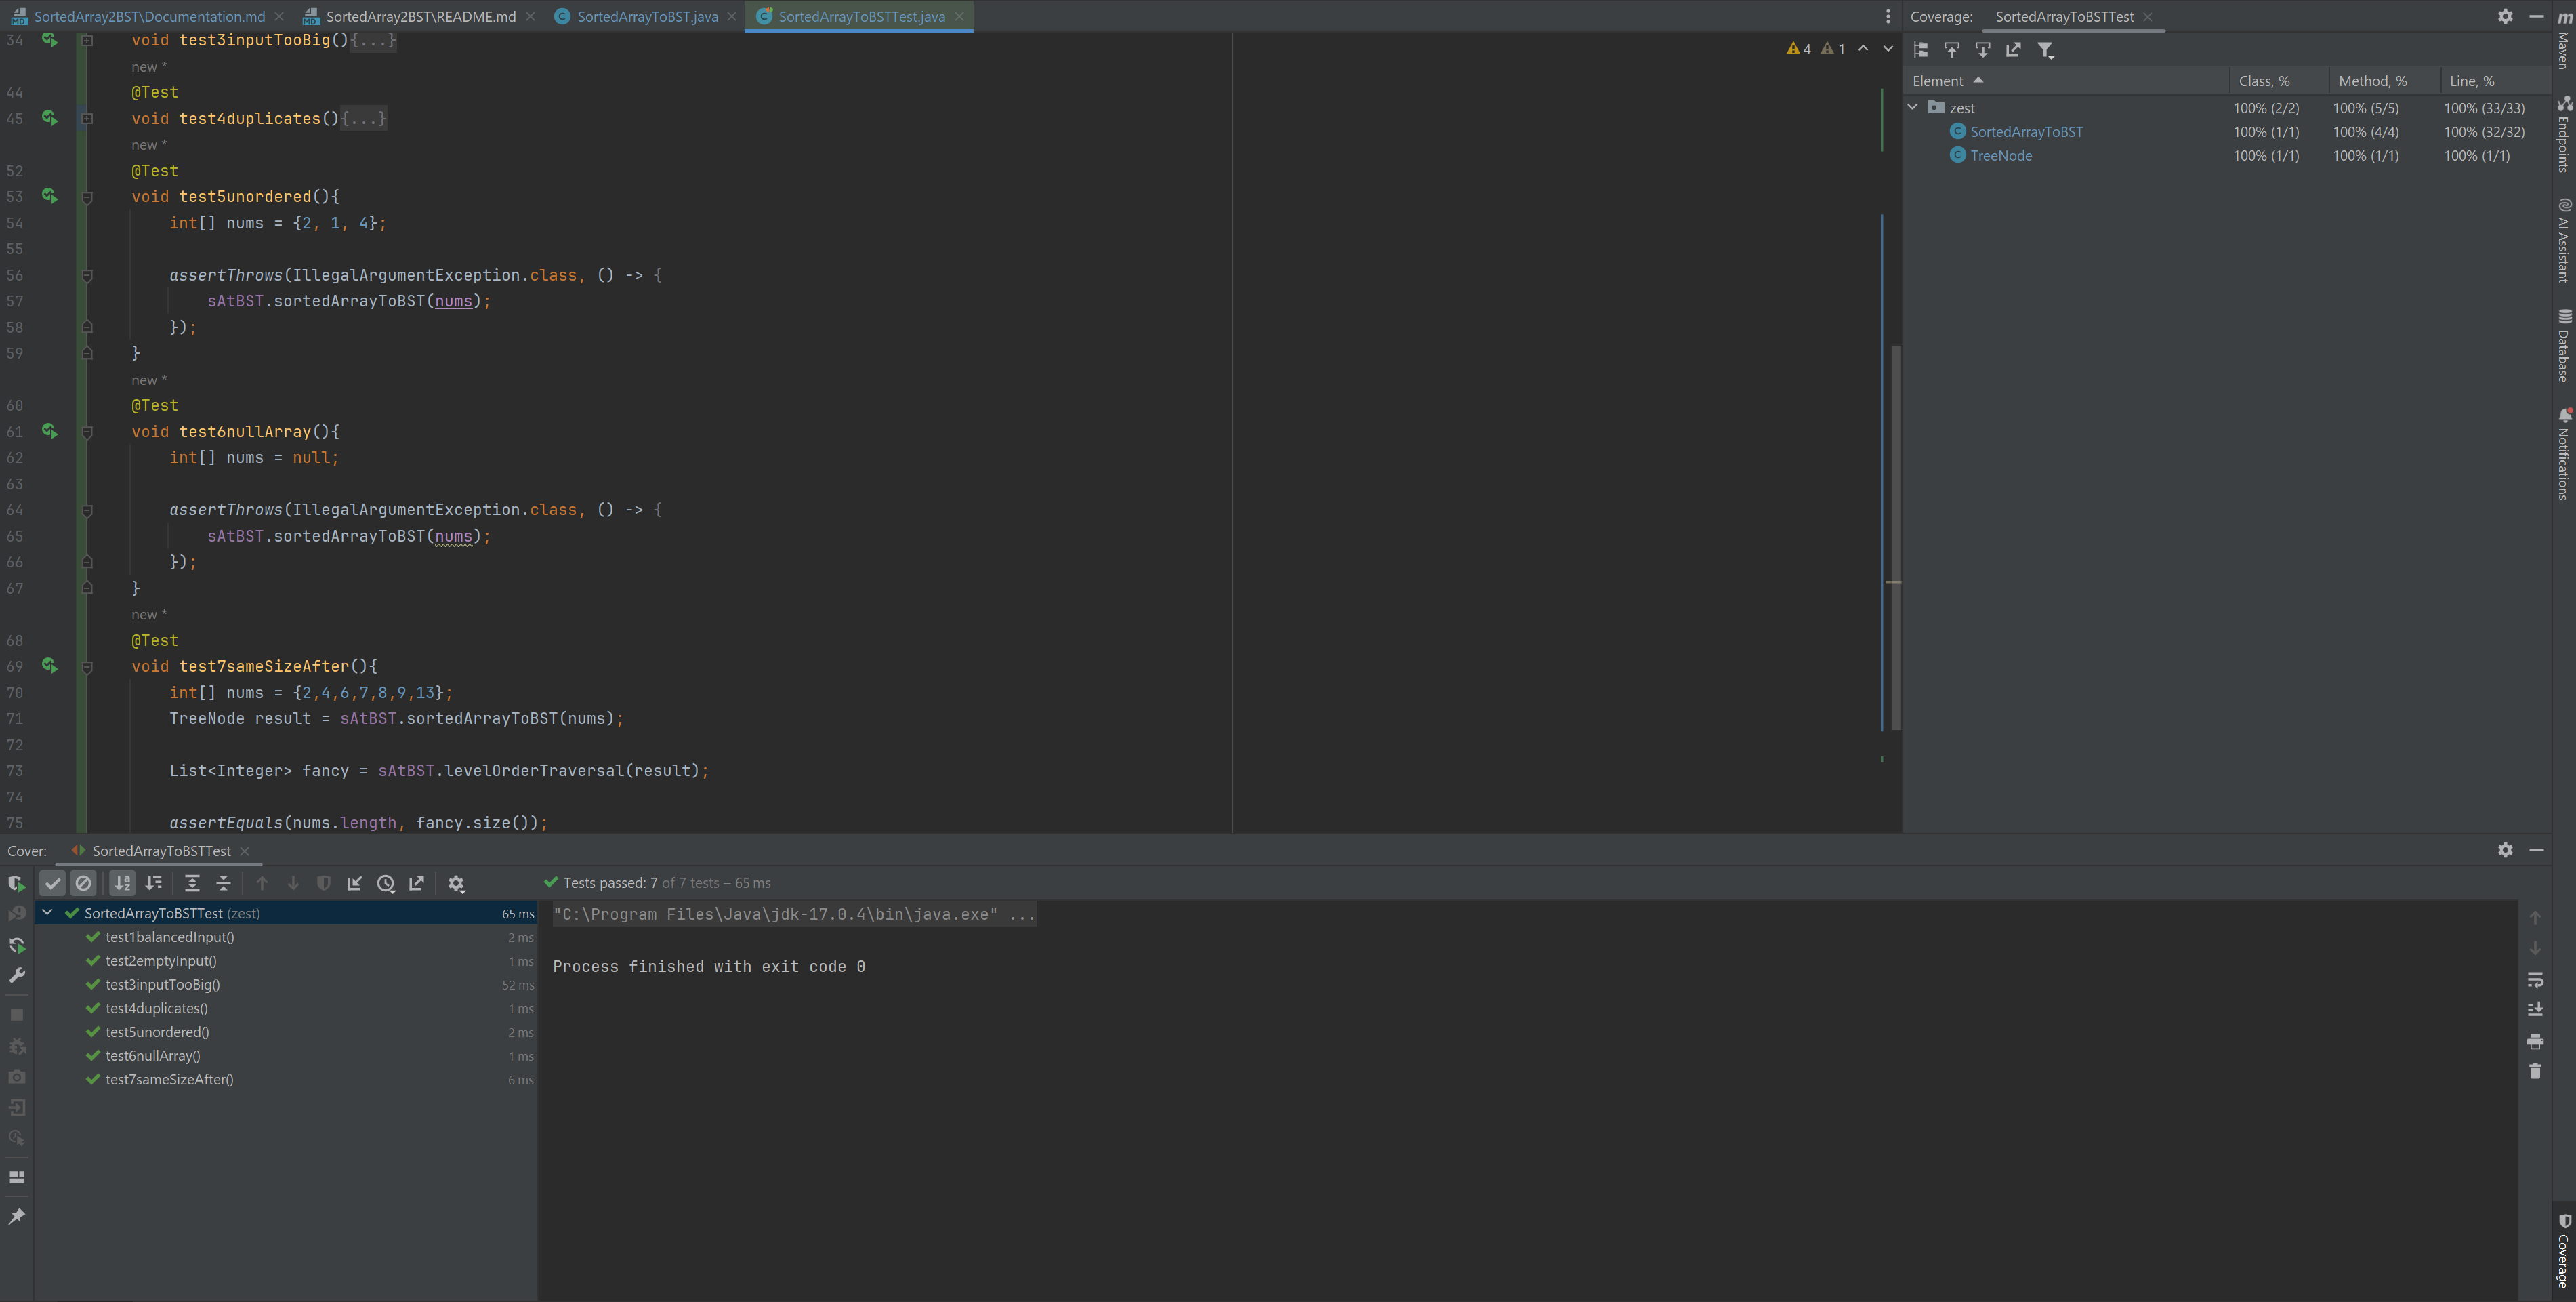 SortedArray2BST\Documentation.md SortedArray2BST\README.md SortedArrayToBST.java SortedArrayToBSTTest.java
34 void test3inputTooBig(){...}
new *
44 @Test
45 void test4duplicates(){...}
new *
52 @Test
53 void test5unordered(){
54 int[] nums = {2, 1, 4};
55
56 assertThrows(IllegalArgumentException.class, () -> {
57 sAtBST.sortedArrayToBST(nums);
58 });
59 }
new *
60 @Test
61 void test6nullArray(){
62 int[] nums = null;
63
64 assertThrows(IllegalArgumentException.class, () -> {
65 sAtBST.sortedArrayToBST(nums);
66 });
67 }
new *
68 @Test
69 void test7sameSizeAfter(){
70 int[] nums = {2,4,6,7,8,9,13};
71 TreeNode result = sAtBST.sortedArrayToBST(nums);
72
73 List<Integer> fancy = sAtBST.levelOrderTraversal(result);
74
75 assertEquals(nums.length, fancy.size());
4 1
Coverage: SortedArrayToBSTTest
Element Class, % Method, % Line, %
zest 100% (2/2) 100% (5/5) 100% (33/33)
SortedArrayToBST 100% (1/1) 100% (4/4) 100% (32/32)
TreeNode 100% (1/1) 100% (1/1) 100% (1/1)
m
Maven
Endpoints
AI Assistant
Database
Notifications
Coverage
Cover: SortedArrayToBSTTest
Tests passed: 7 of 7 tests – 65 ms
SortedArrayToBSTTest (zest) 65 ms
test1balancedInput() 2 ms
test2emptyInput() 1 ms
test3inputTooBig() 52 ms
test4duplicates() 1 ms
test5unordered() 2 ms
test6nullArray() 1 ms
test7sameSizeAfter() 6 ms
"C:\Program Files\Java\jdk-17.0.4\bin\java.exe" ...
Process finished with exit code 0